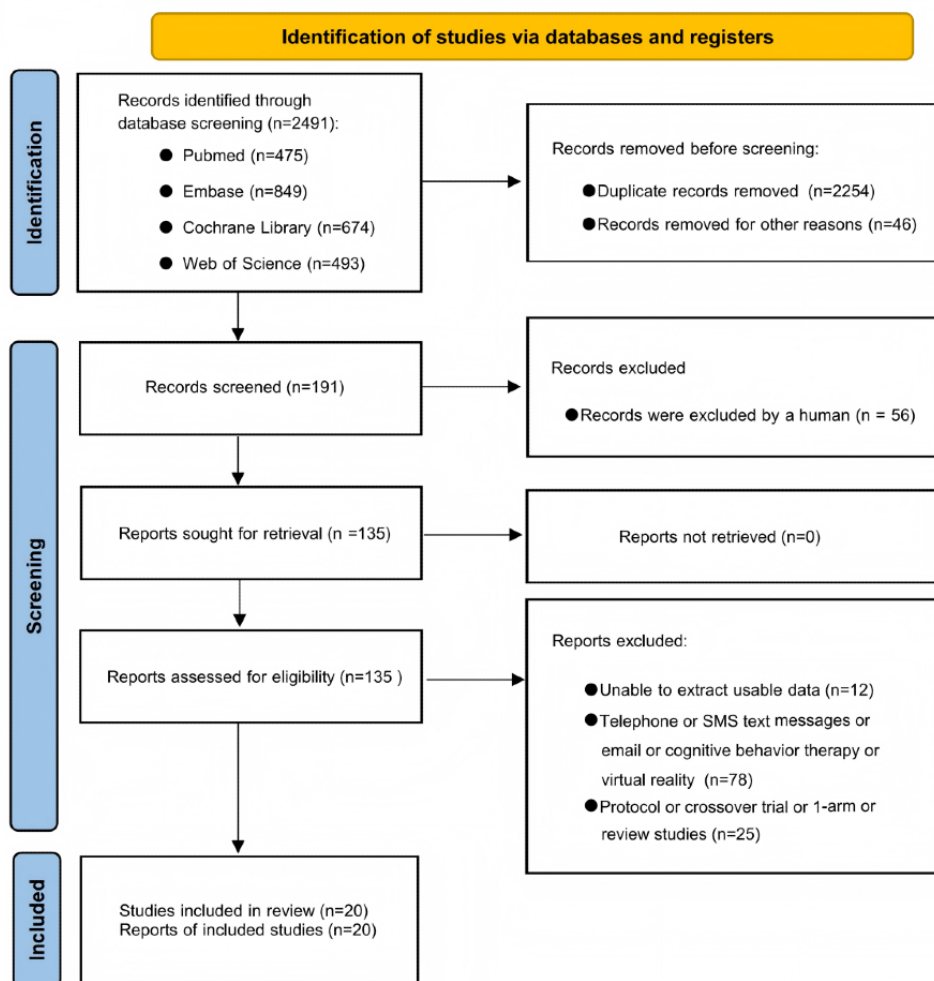 Identification of studies via databases and registers
Identification
Records identified through
database screening (n=2491):
● Pubmed (n=475)
● Embase (n=849)
● Cochrane Library (n=674)
● Web of Science (n=493)
Records removed before screening:
●Duplicate records removed (n=2254)
●Records removed for other reasons (n=46)
Screening
Records screened (n=191)
Records excluded
●Records were excluded by a human (n = 56)
Reports sought for retrieval (n =135)
Reports not retrieved (n=0)
Reports assessed for eligibility (n=135 )
Reports excluded:
●Unable to extract usable data (n=12)
●Telephone or SMS text messages or
email or cognitive behavior therapy or
virtual reality (n=78)
●Protocol or crossover trial or 1-arm or
review studies (n=25)
Included
Studies included in review (n=20)
Reports of included studies (n=20)